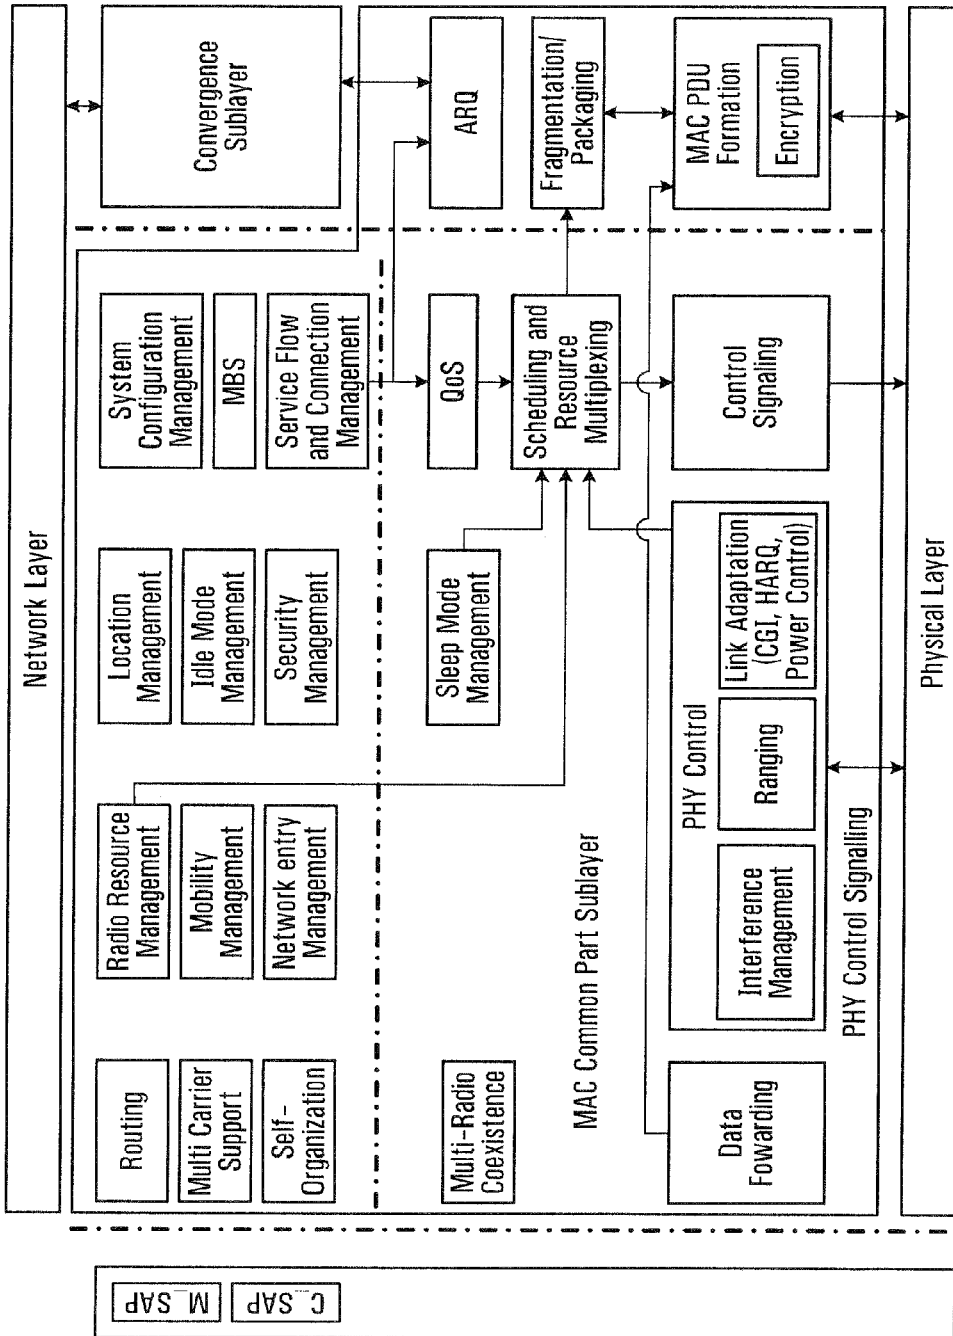 Network Layer
M_SAP
C_SAP
Routing
Multi Carrier
Support
Self-
Organization
Radio Resource
Management
Mobility
Management
Network entry
Management
Location
Management
Idle Mode
Management
Security
Management
System
Configuration
Management
MBS
Service Flow
and Connection
Management
Convergence
Sublayer
Multi-Radio
Coexistence
Sleep Mode
Management
QoS
ARQ
Scheduling and
Resource
Multiplexing
Fragmentation/
Packaging
MAC Common Part Sublayer
Data
Fowarding
PHY Control
Interference
Management
Ranging
Link Adaptation
(CGI, HARQ,
Power Control)
Control
Signaling
MAC PDU
Formation
Encryption
PHY Control Signalling
Physical Layer